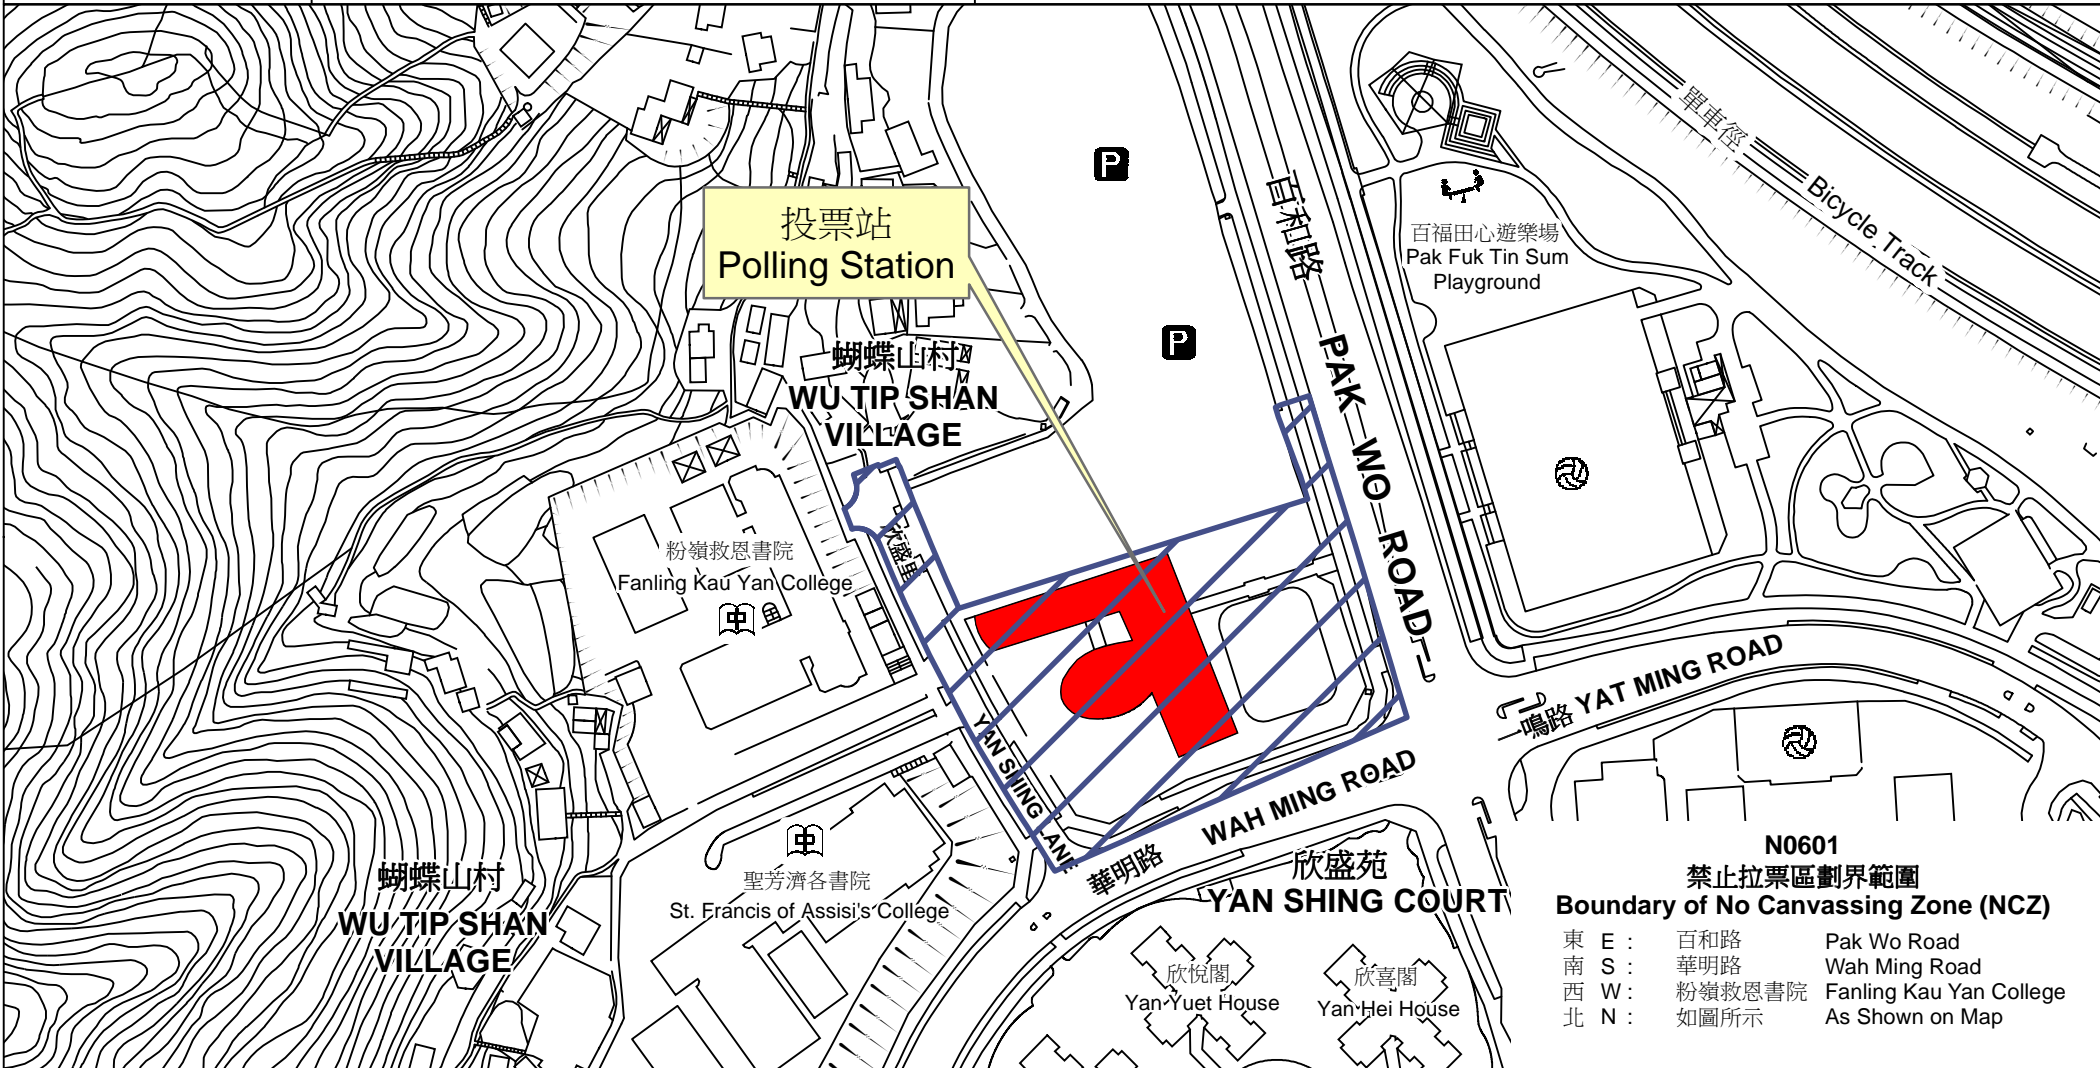 單車徑
Bicycle Track
P
投票站
Polling Station
百和路
PAK WO ROAD
百福田心遊樂場
Pak Fuk Tin Sum
Playground
P
蝴蝶山村
WU TIP SHAN
VILLAGE
欣盛里
YAN SHING LANE
粉嶺救恩書院
Fanling Kau Yan College
中
一鳴路 YAT MING ROAD
WAH MING ROAD
華明路
中
聖芳濟各書院
St. Francis of Assisi's College
蝴蝶山村
WU TIP SHAN
VILLAGE
欣盛苑
YAN SHING COURT
欣悅閣
Yan Yuet House
欣喜閣
Yan Hei House
N0601
禁止拉票區劃界範圍
Boundary of No Canvassing Zone (NCZ)
東 E : 百和路 Pak Wo Road
南 S : 華明路 Wah Ming Road
西 W : 粉嶺救恩書院 Fanling Kau Yan College
北 N : 如圖所示 As Shown on Map